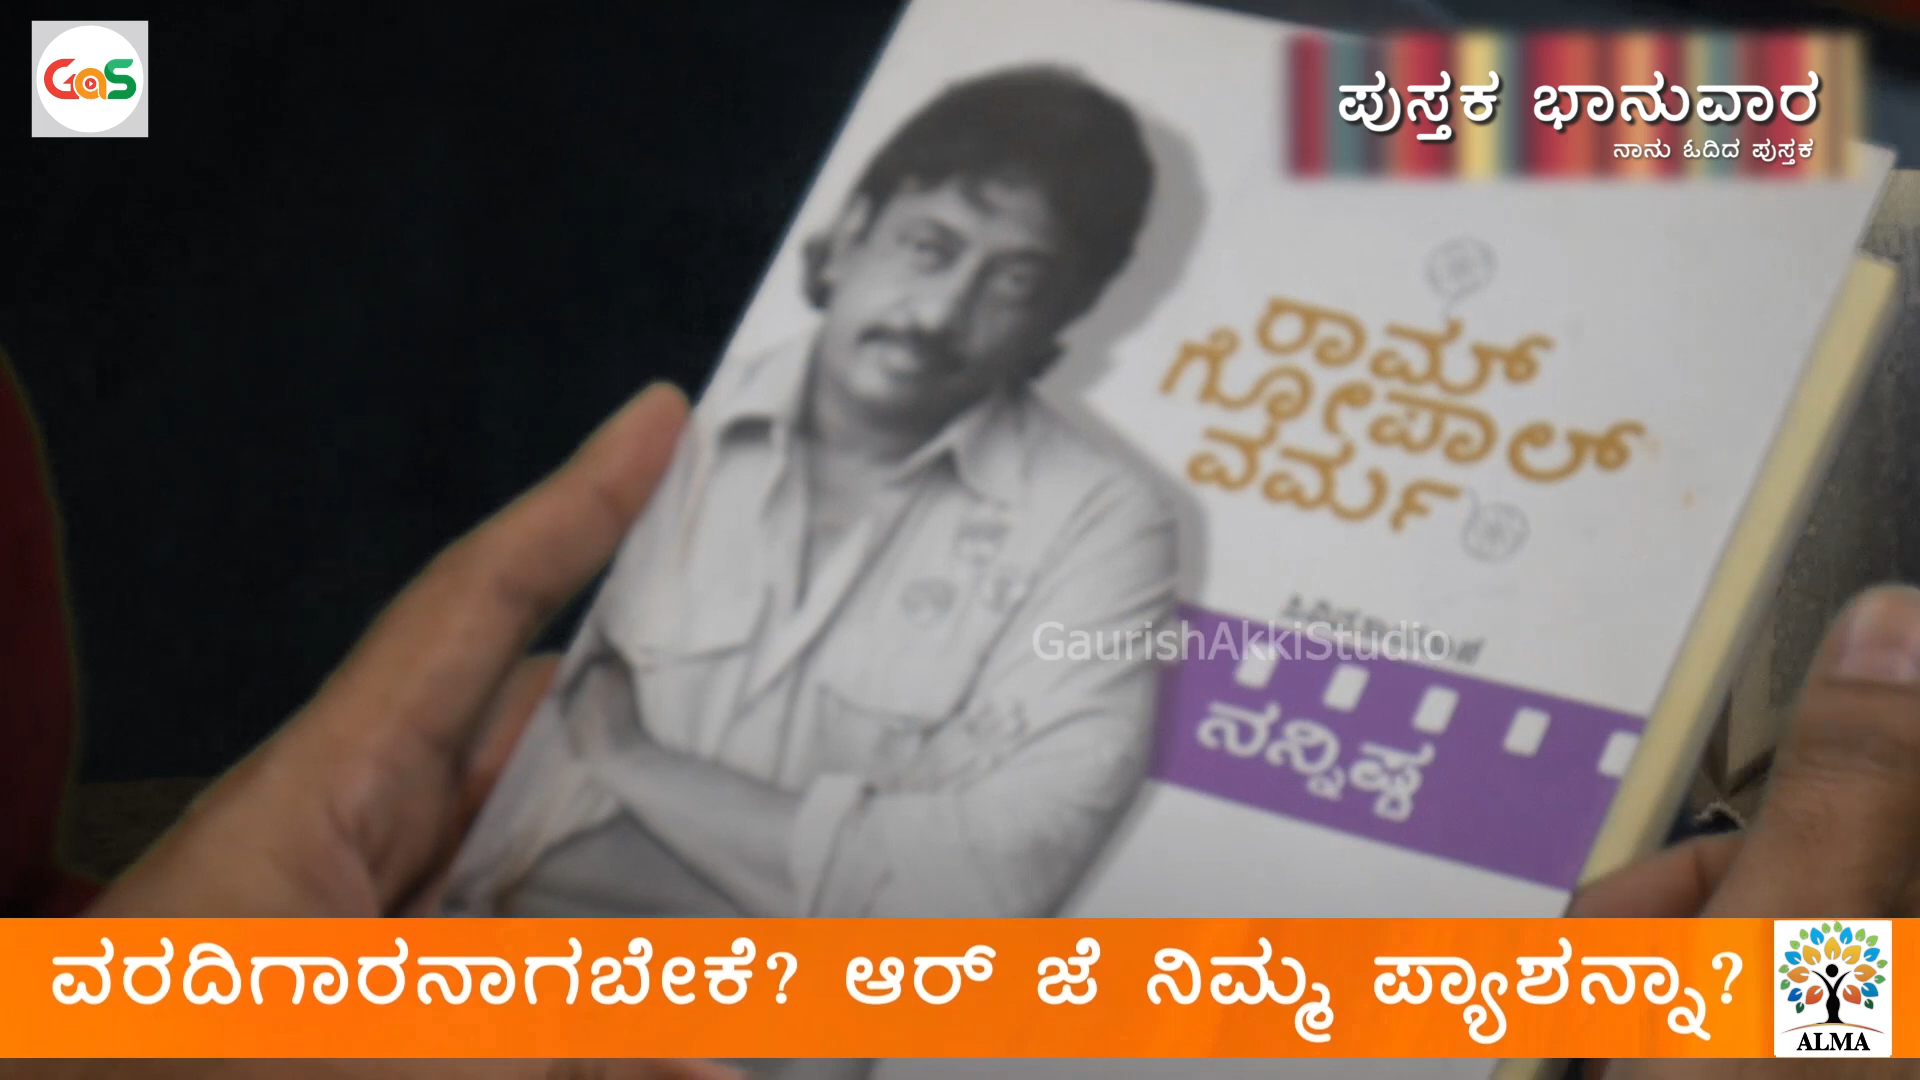 GaS
ಪುಸ್ತಕ ಭಾನುವಾರ
ನಾನು ಓದಿದ ಪುಸ್ತಕ
ರಾಮ್
ಗೋಪಾಲ್
ವರ್ಮ
GaurishAkkiStudio
ನನ್ನಿಷ್ಟ
ವರದಿಗಾರನಾಗಬೇಕೆ? ಆರ್ ಜೆ ನಿಮ್ಮ ಪ್ಯಾಶನ್ನಾ?
ALMA